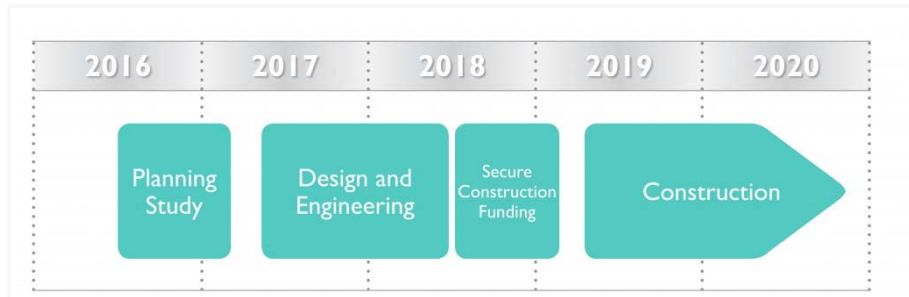 2016 2017 2018 2019 2020
Planning
Study
Design and
Engineering
Secure
Construction
Funding
Construction